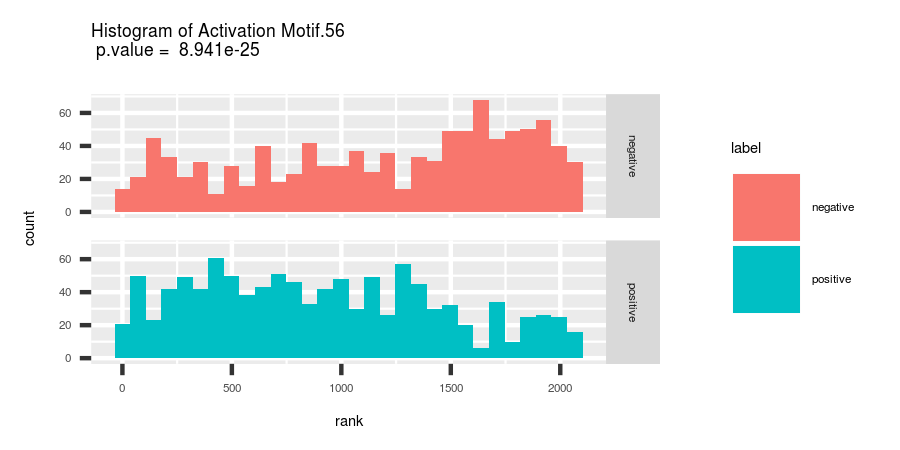 Histogram of Activation Motif.56
p.value =  8.941e-25
count
60
40
20
0
negative
60
40
20
0
positive
0 500 1000 1500 2000
rank
label
negative
positive